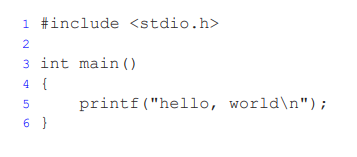 1 #include <stdio.h>
2
3 int main()
4 {
5     printf("hello, world\n");
6 }